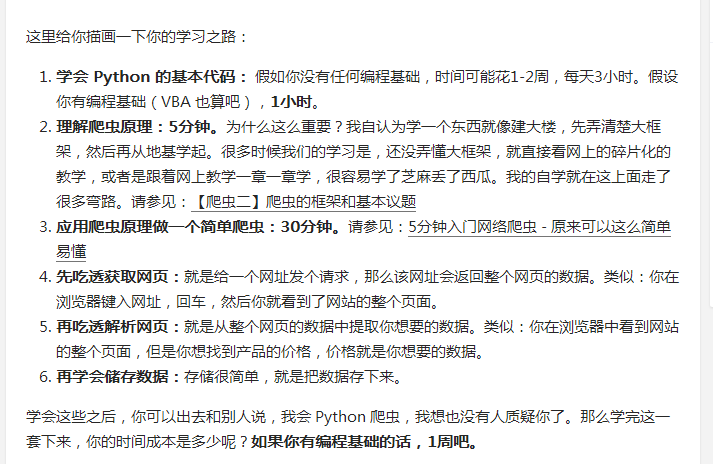 这里给你描画一下你的学习之路：
1. 学会 Python 的基本代码： 假如你没有任何编程基础，时间可能花1-2周，每天3小时。假设
你有编程基础（VBA 也算吧），1小时。
2. 理解爬虫原理：5分钟。为什么这么重要？我自认为学一个东西就像建大楼，先弄清楚大框
架，然后再从地基学起。很多时候我们的学习是，还没弄懂大框架，就直接看网上的碎片化的
教学，或者是跟着网上教学一章一章学，很容易学了芝麻丢了西瓜。我的自学就在这上面走了
很多弯路。请参见：【爬虫二】爬虫的框架和基本议题
3. 应用爬虫原理做一个简单爬虫：30分钟。请参见：5分钟入门网络爬虫 - 原来可以这么简单
易懂
4. 先吃透获取网页：就是给一个网址发个请求，那么该网址会返回整个网页的数据。类似：你在
浏览器键入网址，回车，然后你就看到了网站的整个页面。
5. 再吃透解析网页：就是从整个网页的数据中提取你想要的数据。类似：你在浏览器中看到网站
的整个页面，但是你想找到产品的价格，价格就是你想要的数据。
6. 再学会储存数据：存储很简单，就是把数据存下来。
学会这些之后，你可以出去和别人说，我会 Python 爬虫，我想也没有人质疑你了。那么学完这一
套下来，你的时间成本是多少呢？如果你有编程基础的话，1周吧。